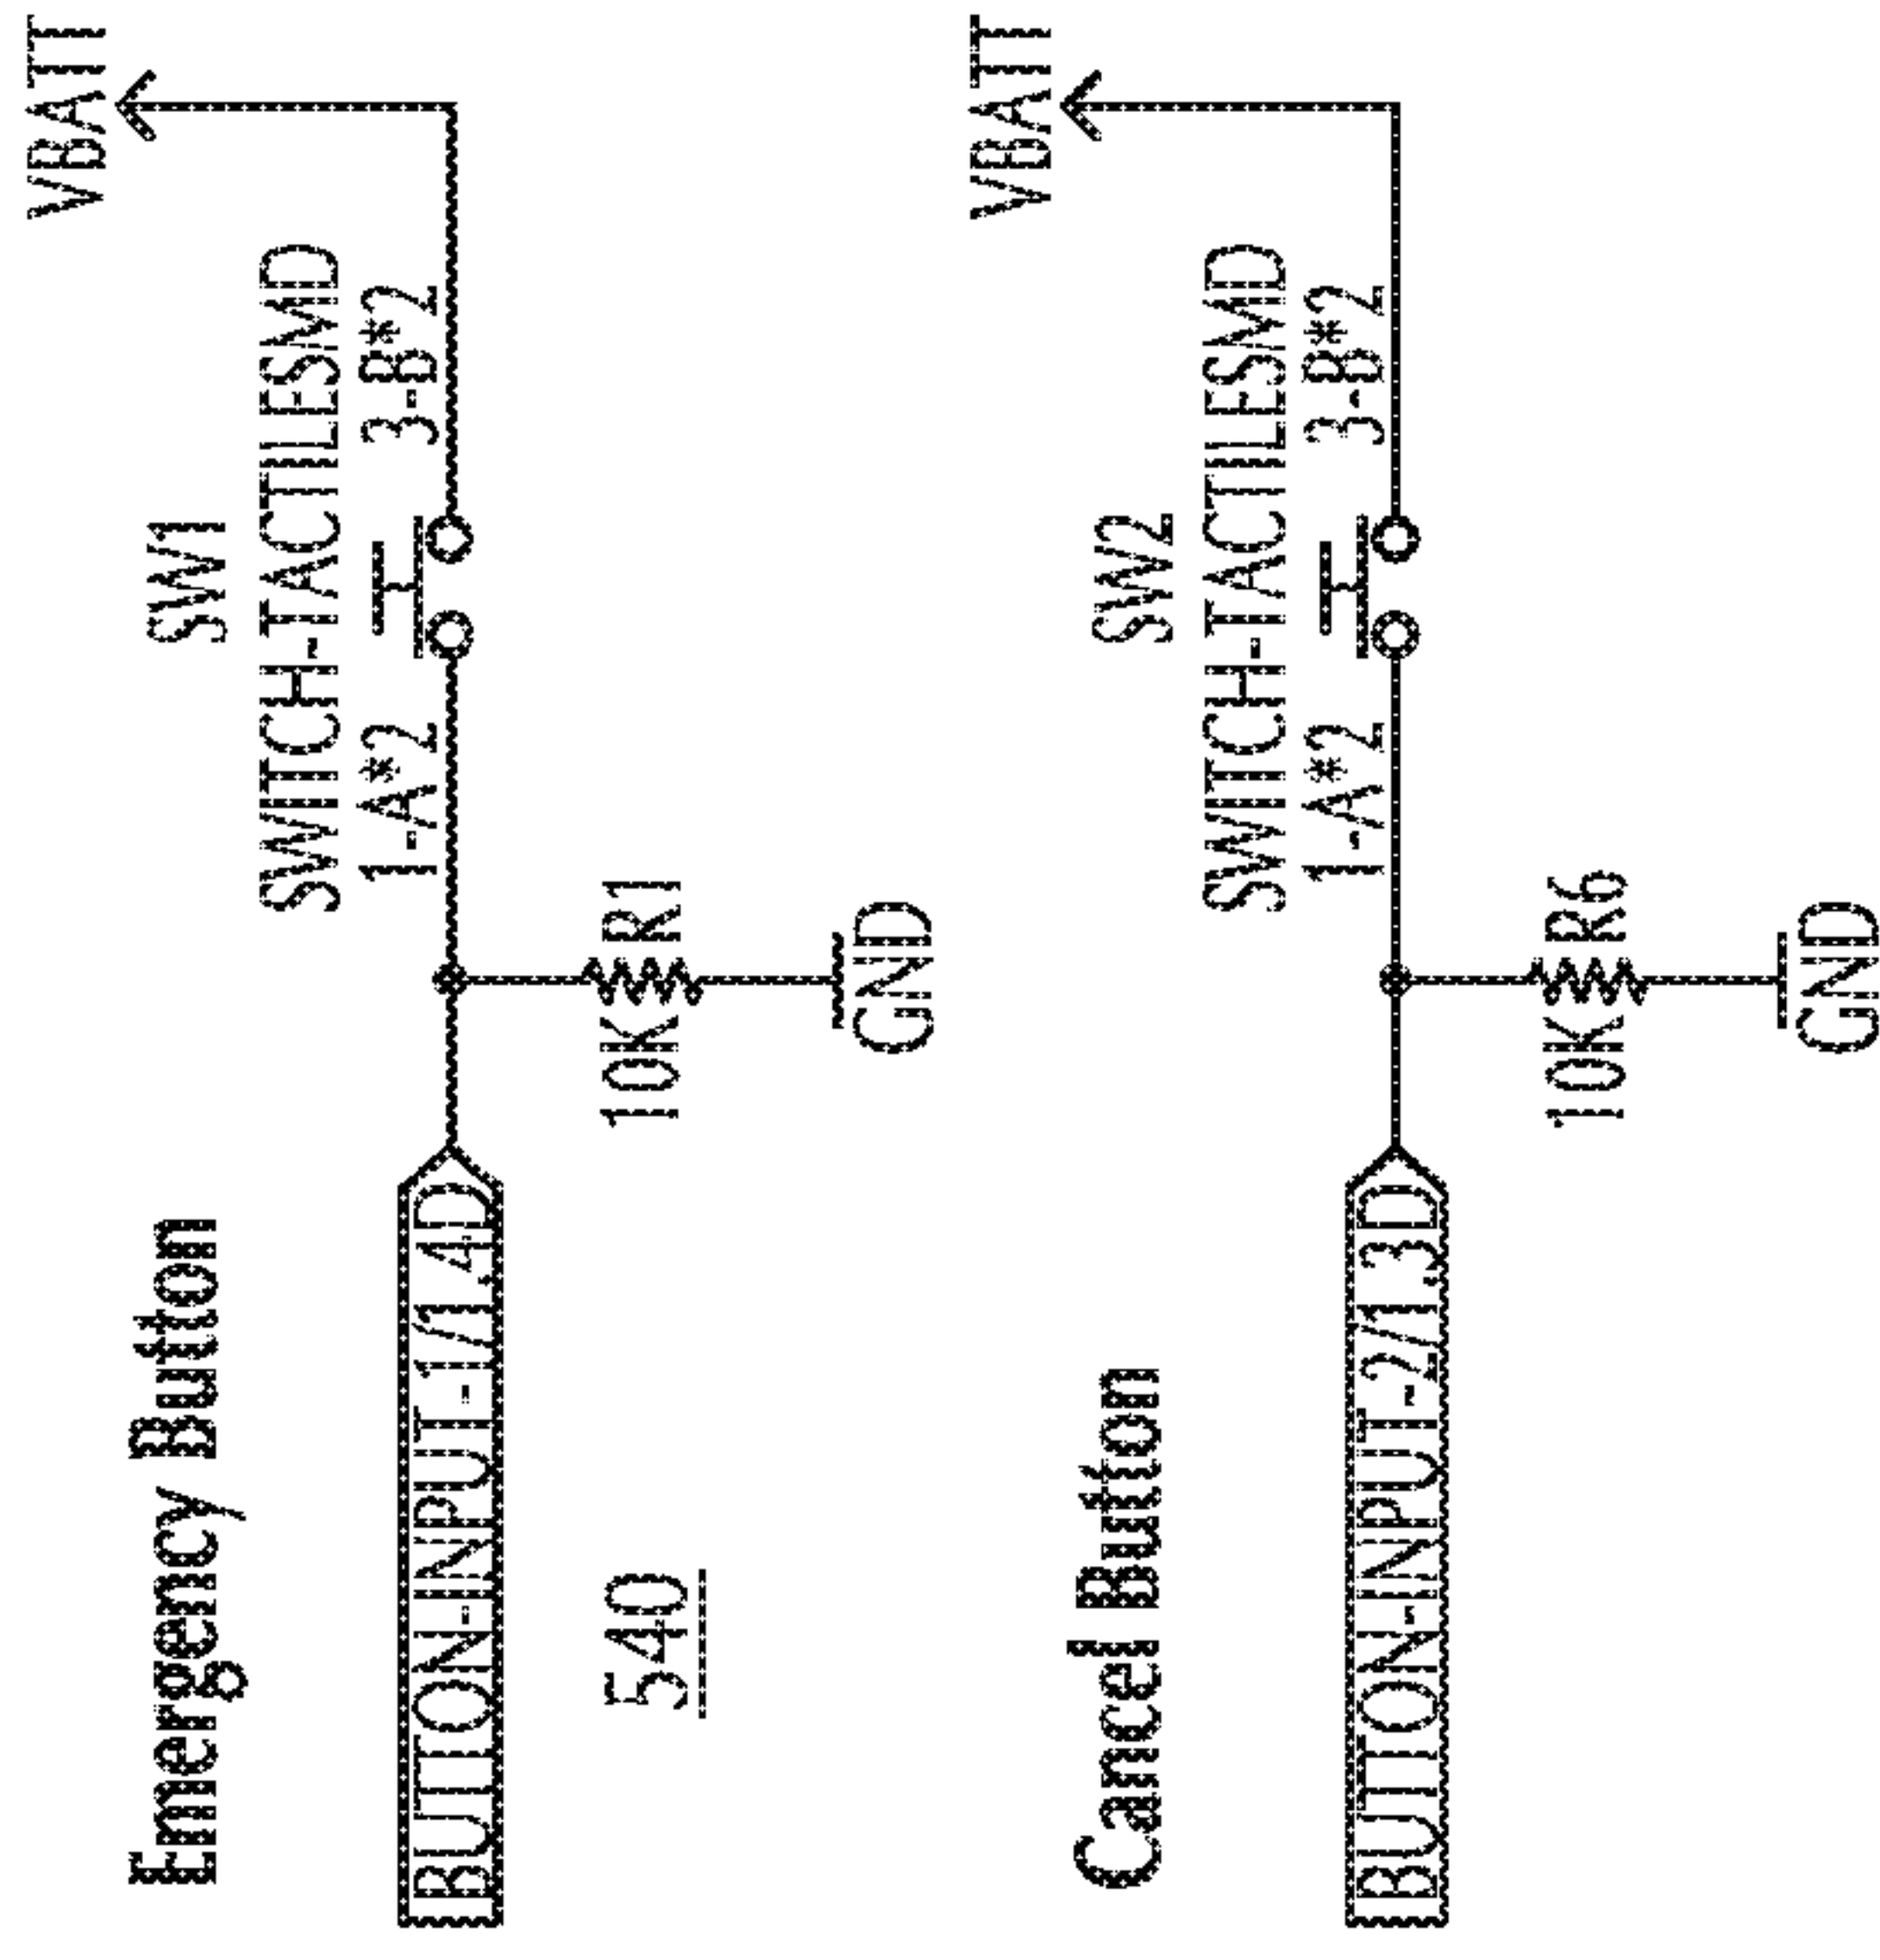 VBATT
Emergency Button
SW1
SWITCH-TACTILESMD
BUTTON-INPUT-1/1.AD
1-A*2
3-B*2
10K
R1
540
GND
VBATT
Cancel Button
SW2
SWITCH-TACTILESMD
BUTTON-INPUT-2/1.3D
1-A*2
3-B*2
10K
R6
GND